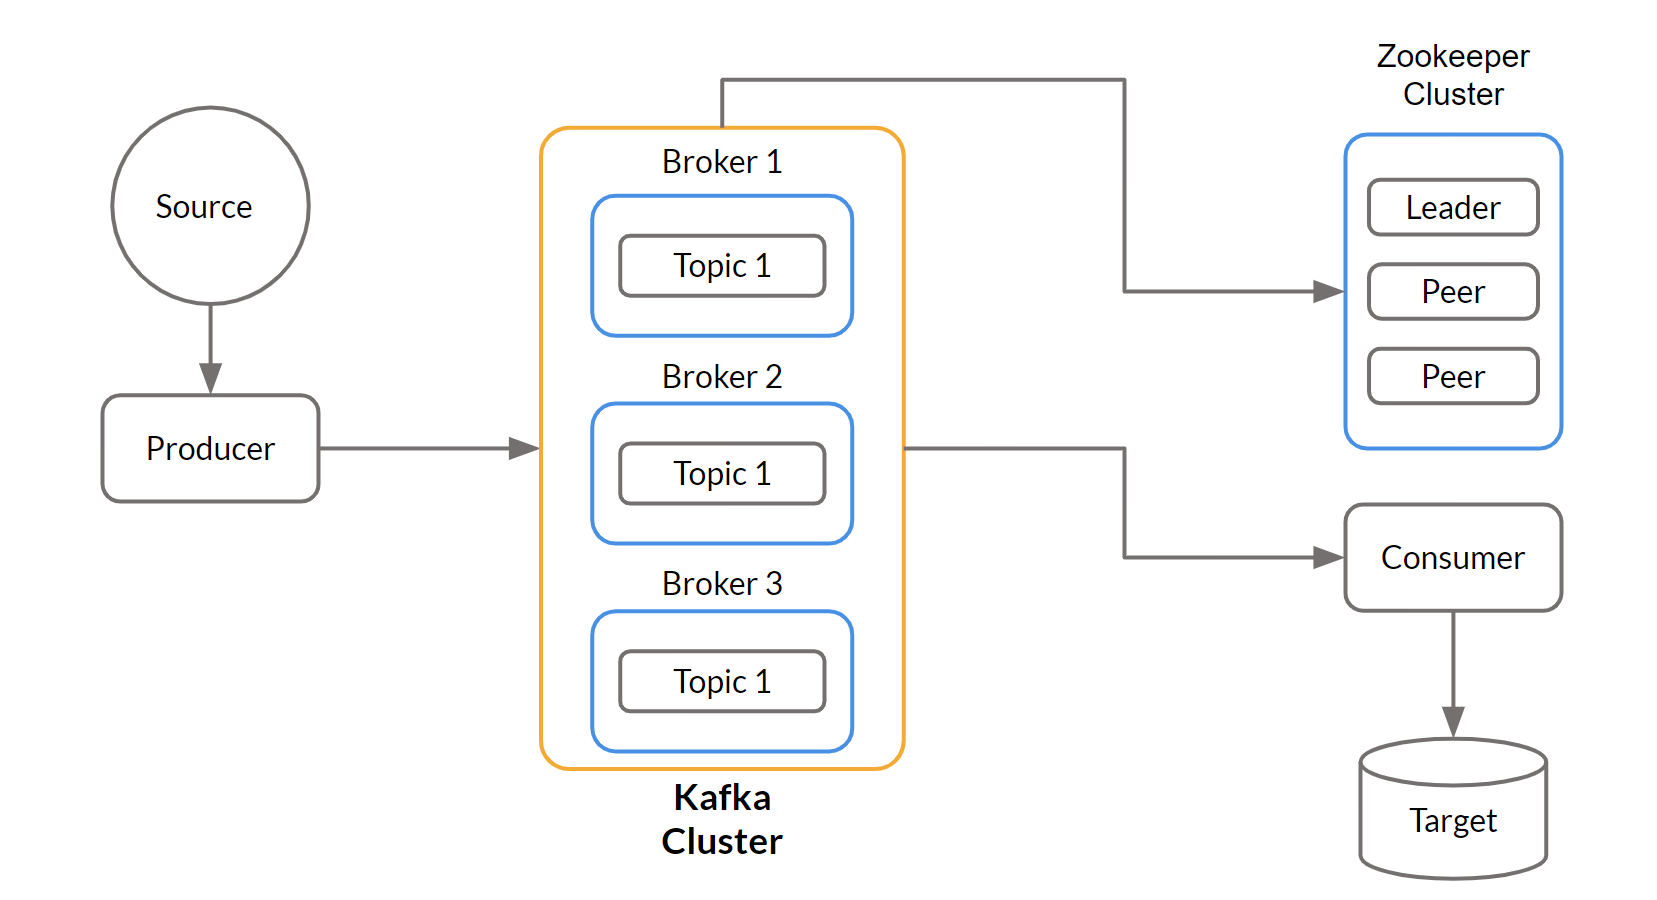 Source
Producer
Broker 1
Topic 1
Broker 2
Topic 1
Broker 3
Topic 1
Kafka
Cluster
Zookeeper
Cluster
Leader
Peer
Peer
Consumer
Target